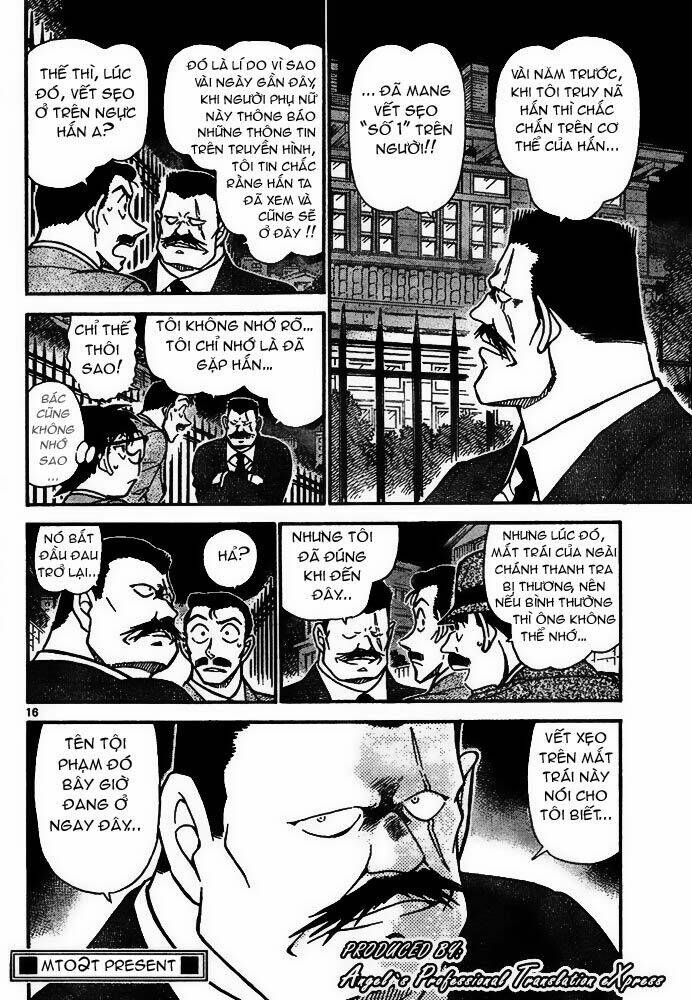 VÀI NĂM TRƯỚC,
KHI TÔI TRUY NÃ
HẮN THÌ CHẮC
CHẮN TRÊN CƠ
THỂ CỦA HẮN...
... ĐÃ MANG
VẾT SẸO
"SỐ 1" TRÊN
NGƯỜI!!
ĐÓ LÀ LÍ DO VÌ SAO
VÀI NGÀY GẦN ĐÂY,
KHI NGƯỜI PHỤ NỮ
NÀY THÔNG BÁO
NHỮNG THÔNG TIN
TRÊN TRUYỀN HÌNH,
TÔI TIN CHẮC
RẰNG HẮN TA
ĐÃ XEM VÀ
CŨNG SẼ
Ở ĐÂY !!
THẾ THÌ, LÚC
ĐÓ, VẾT SẸO
Ở TRÊN NGỰC
HẮN A?
TÔI KHÔNG NHỚ RÕ...
TÔI CHỈ NHỚ LÀ ĐÃ
GẶP HẮN...
CHỈ THẾ
THÔI
SAO!
BÁC
CŨNG
KHÔNG
NHỚ SAO
...
NHƯNG LÚC ĐÓ,
MẮT TRÁI CỦA NGÀI
CHÁNH THANH TRA
BỊ THƯƠNG, NÊN
NẾU BÌNH THƯỜNG
THÌ ÔNG KHÔNG
THỂ NHỚ...
NHƯNG TÔI
ĐÃ ĐÚNG
KHI ĐẾN
ĐÂY..
HẢ?
NÓ BẮT
ĐẦU ĐAU
TRỞ LẠI...
16
VẾT XẸO
TRÊN MẮT
TRÁI NÀY
NÓI CHO
TÔI BIẾT...
TÊN TỘI
PHẠM ĐÓ
BÂY GIỜ
ĐANG Ở
NGAY ĐÂY...
MTO2T PRESENT
PRODUCED BY:
Angel's Professional Translation eXpress